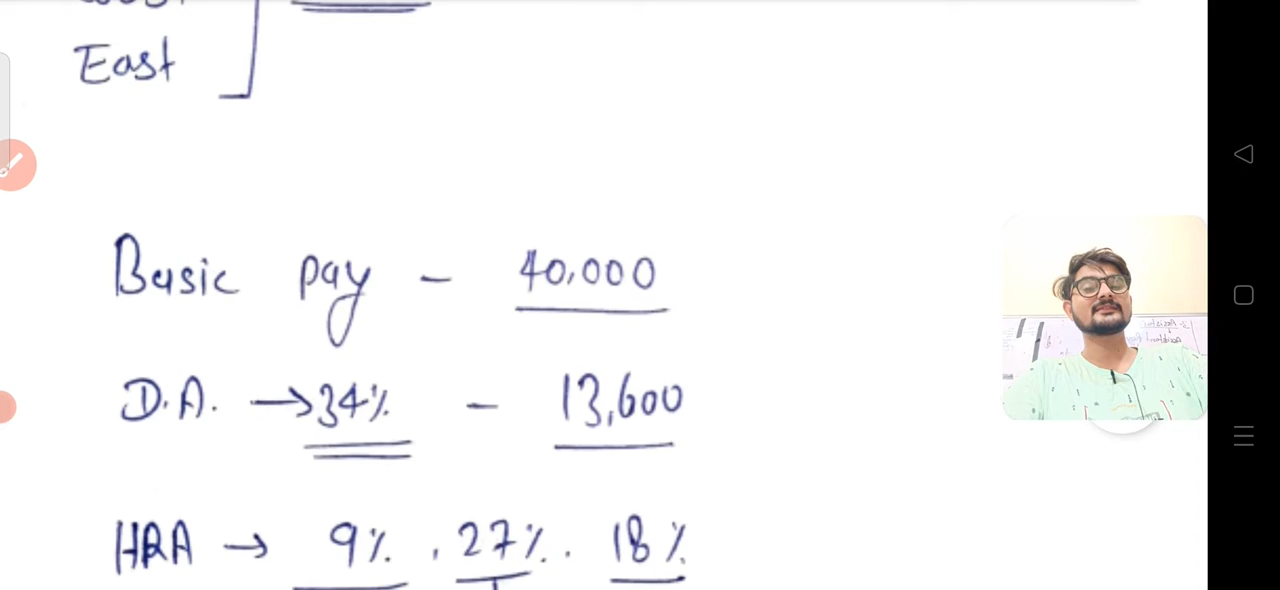 East
Basic pay - 40,000
D.A. → 34% - 13,600
HRA → 9% , 27% . 18%